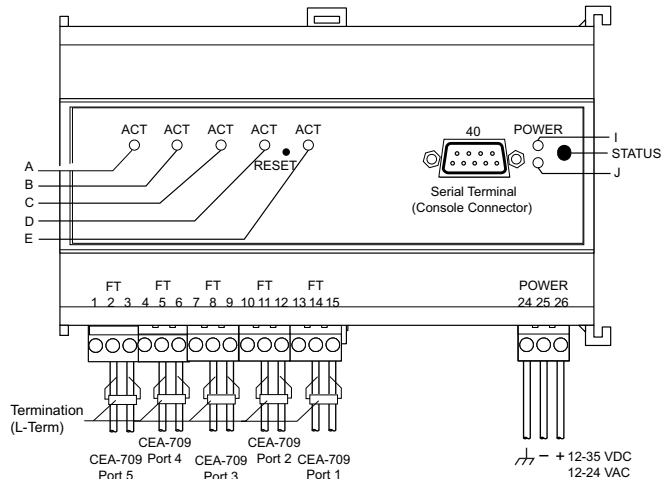 ACT ACT ACT ACT ACT
RESET
40
POWER
Serial Terminal
(Console Connector)
I
STATUS
J
A
B
C
D
E
FT FT FT FT
1 2 3 4 5 6 7 8 9 10 11 12 13 14 15
POWER
24 25 26
Termination
(L-Term)
CEA-709
Port 5
CEA-709
Port 4
CEA-709
Port 3
CEA-709
Port 2
CEA-709
Port 1
− + 12-35 VDC
12-24 VAC